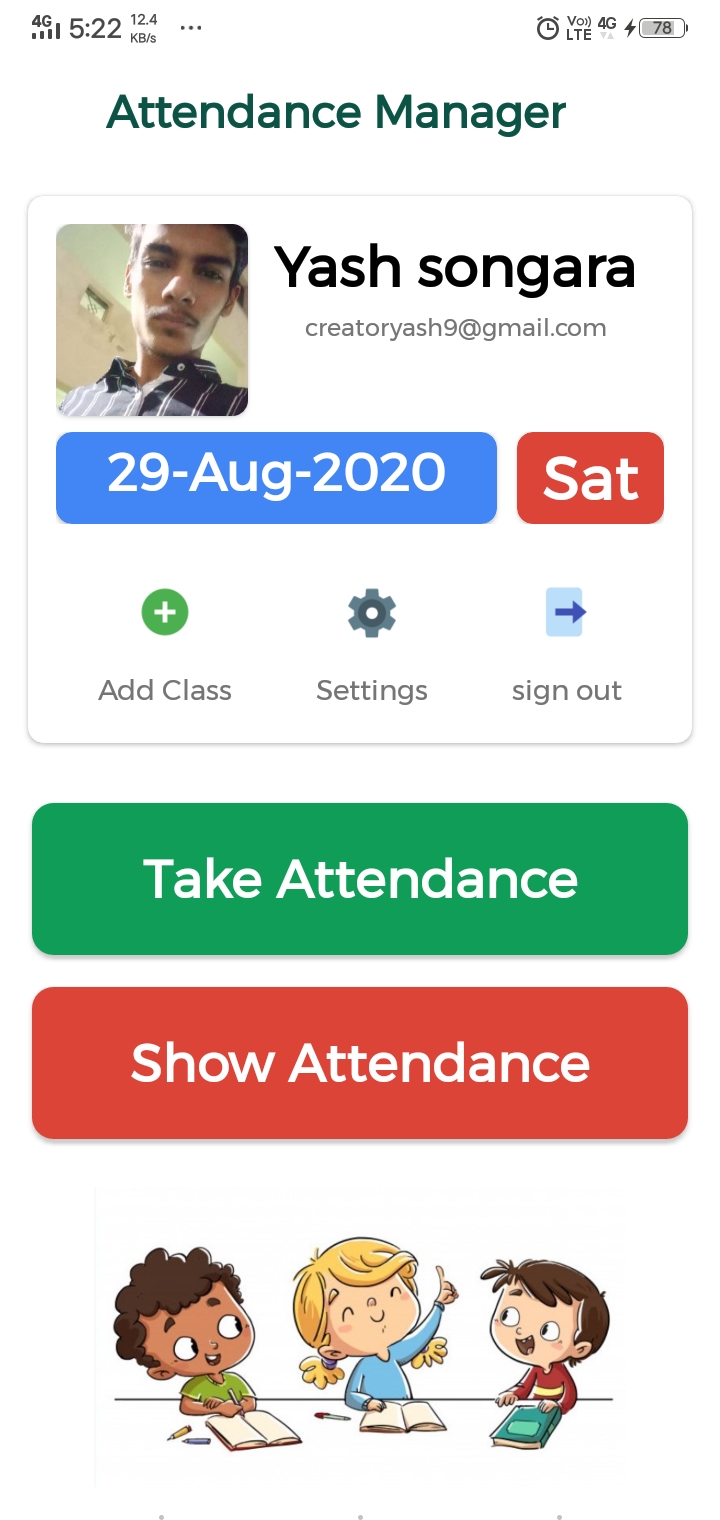 4G 5:22 12.4 KB/s ... Vo)) LTE 4G 78
Attendance Manager
Yash songara
creatoryash9@gmail.com
29-Aug-2020 Sat
Add Class Settings sign out
Take Attendance
Show Attendance